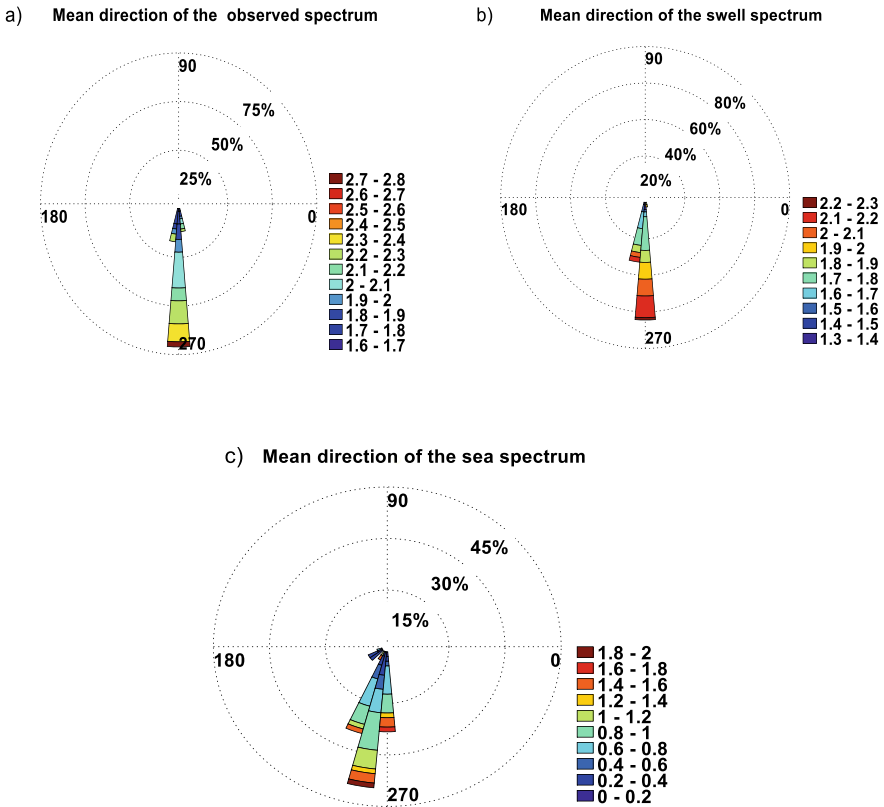 a) Mean direction of the observed spectrum
90
75%
50%
25%
180
0
270
2.7 - 2.8
2.6 - 2.7
2.5 - 2.6
2.4 - 2.5
2.3 - 2.4
2.2 - 2.3
2.1 - 2.2
2 - 2.1
1.9 - 2
1.8 - 1.9
1.7 - 1.8
1.6 - 1.7
b) Mean direction of the swell spectrum
90
80%
60%
40%
20%
180
0
270
2.2 - 2.3
2.1 - 2.2
2 - 2.1
1.9 - 2
1.8 - 1.9
1.7 - 1.8
1.6 - 1.7
1.5 - 1.6
1.4 - 1.5
1.3 - 1.4
c) Mean direction of the sea spectrum
90
45%
30%
15%
180
0
270
1.8 - 2
1.6 - 1.8
1.4 - 1.6
1.2 - 1.4
1 - 1.2
0.8 - 1
0.6 - 0.8
0.4 - 0.6
0.2 - 0.4
0 - 0.2